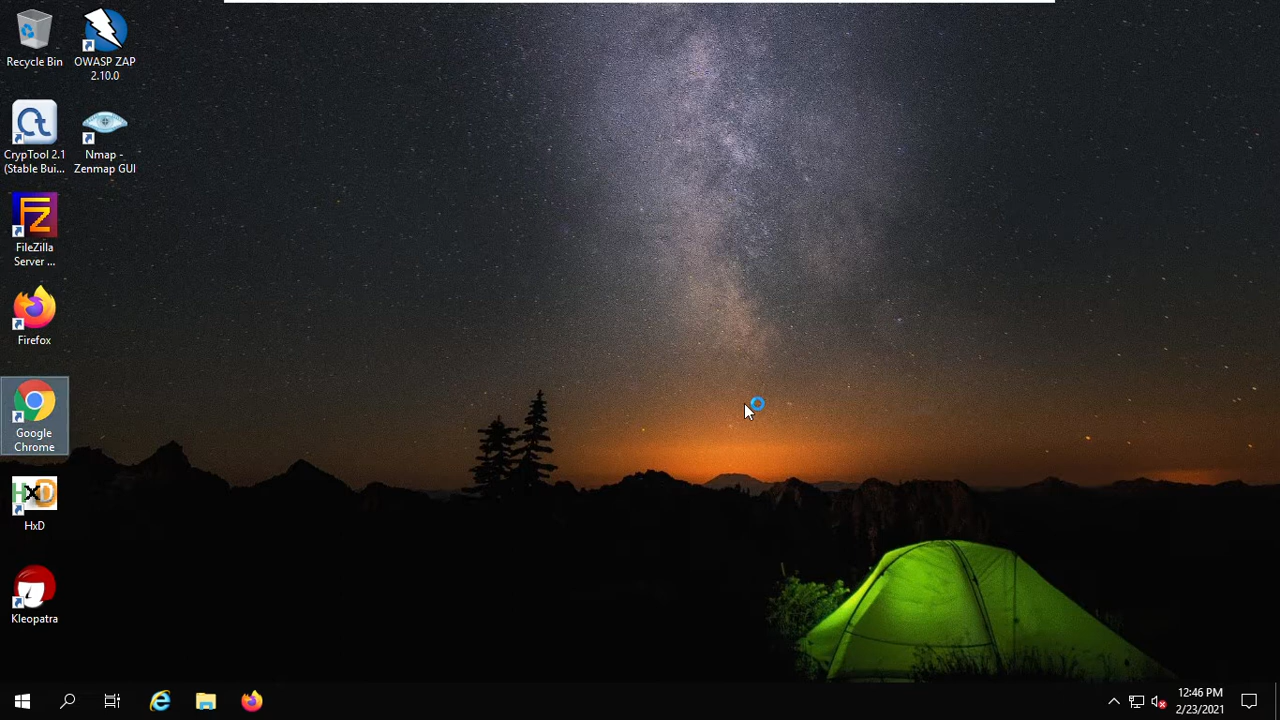 Recycle Bin
OWASP ZAP
2.10.0
CrypTool 2.1
(Stable Bui...
Nmap -
Zenmap GUI
FileZilla
Server ...
Firefox
Google
Chrome
HxD
HxD
Kleopatra
12:46 PM
2/23/2021